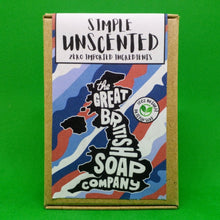 SIMPLE
UNSCENTED
ZERO IMPORTED INGREDIENTS
the
GREAT
BRITISH
SOAP
COMPANY